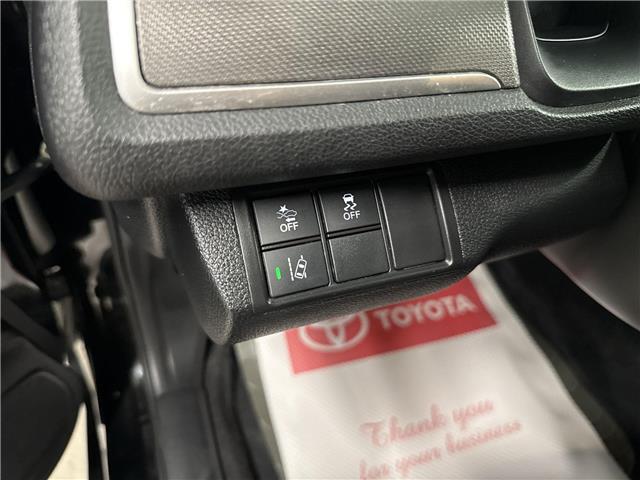 OFF
OFF
TOYOTA
Thank you
for your business